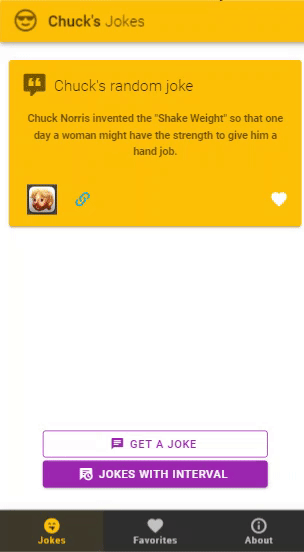 Chuck's Jokes
Chuck's random joke
Chuck Norris invented the "Shake Weight" so that one
day a woman might have the strength to give him a
hand job.
GET A JOKE
JOKES WITH INTERVAL
Jokes
Favorites
About